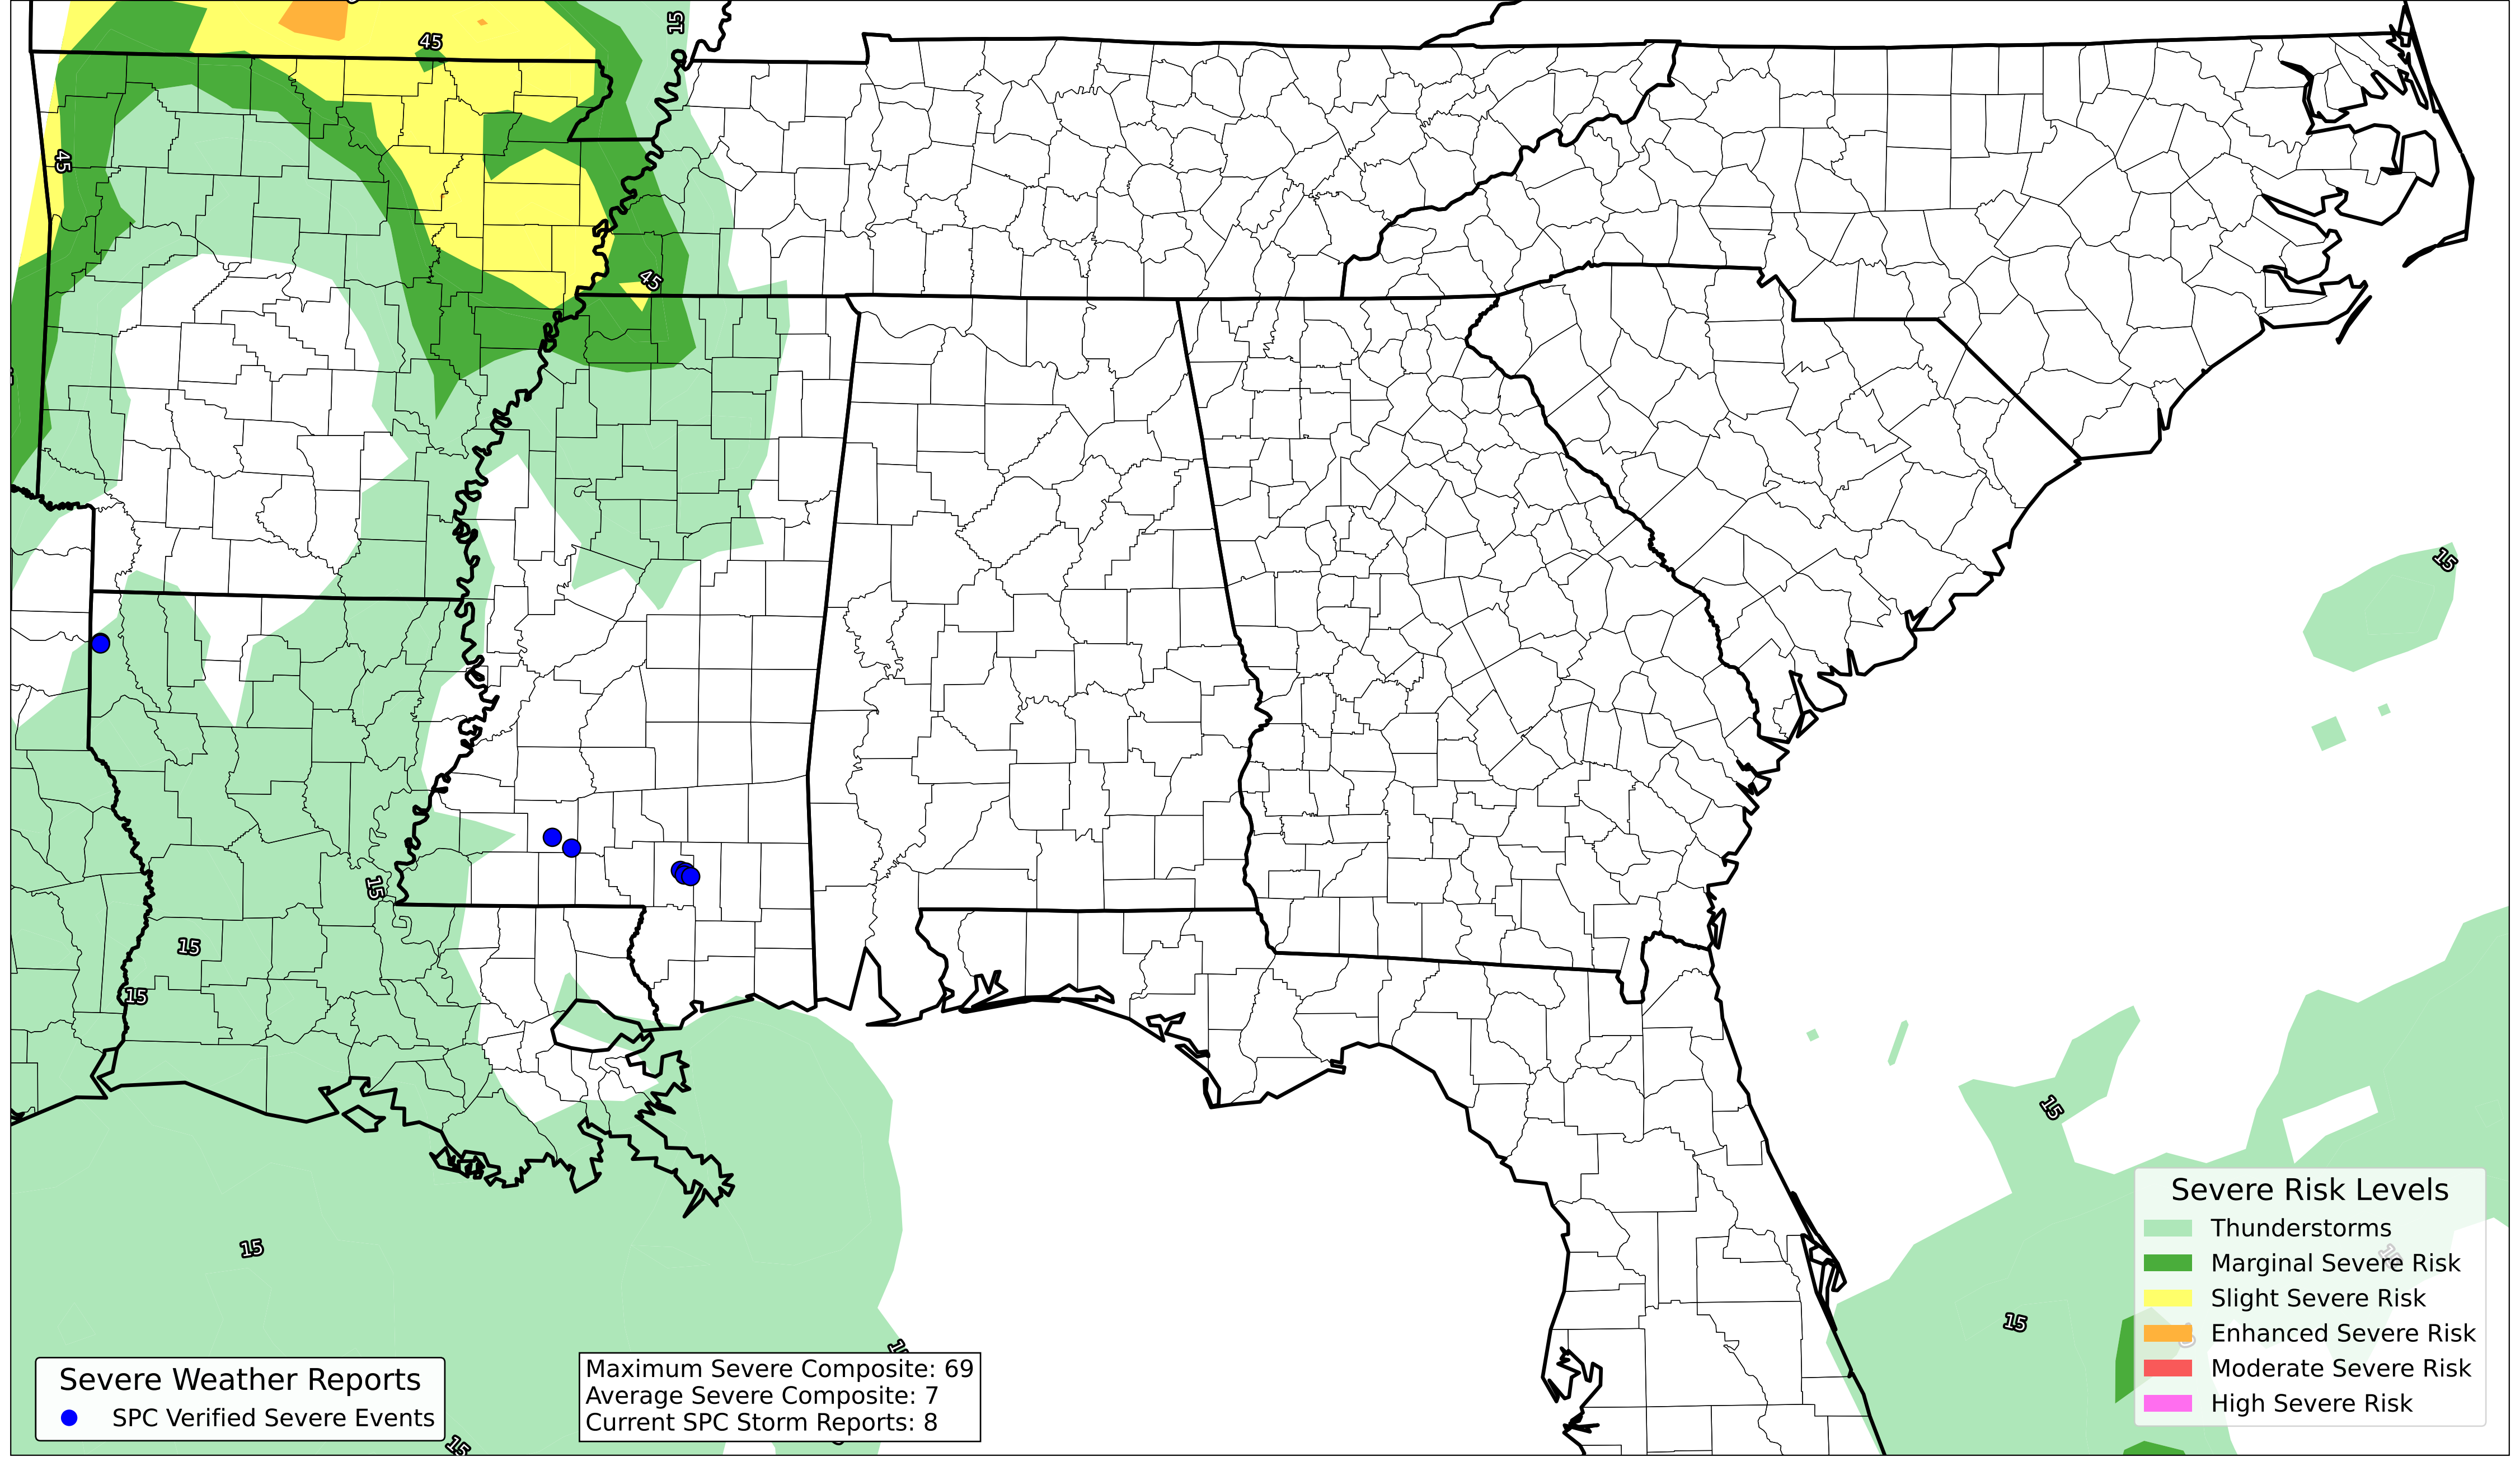 15
45
45
45
15
15
15
15
15
15
15
15
Severe Weather Reports
SPC Verified Severe Events
15
Maximum Severe Composite: 69
Average Severe Composite: 7
Current SPC Storm Reports: 8
Severe Risk Levels
Thunderstorms
Marginal Severe Risk
Slight Severe Risk
Enhanced Severe Risk
Moderate Severe Risk
High Severe Risk